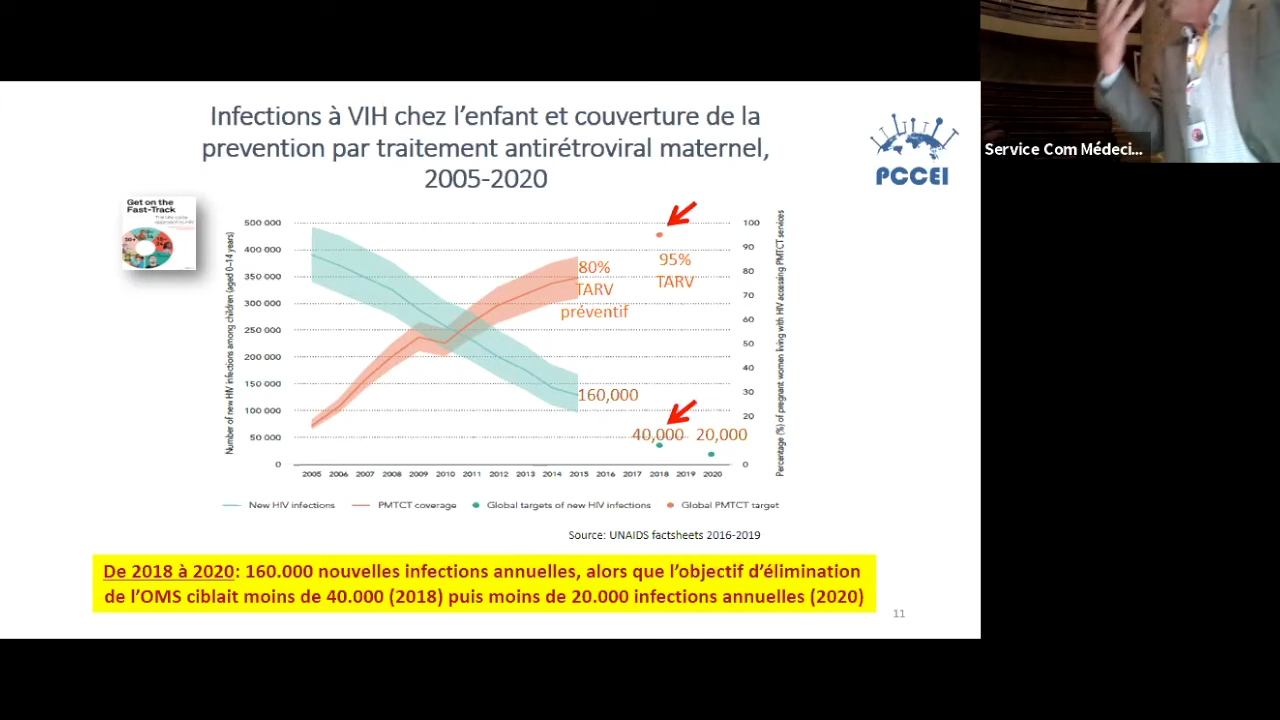 Infections à VIH chez l'enfant et couverture de la
prevention par traitement antirétroviral maternel,
2005-2020
PCCEI
Service Com Médeci...
Get on the
Fast-Track
500 000
450 000
400 000
350 000
300 000
250 000
200 000
150 000
100 000
50 000
0
Number of new HIV infections among children (aged 0–14 years)
100
90
80
70
60
50
40
30
20
10
0
Percentage (%) of pregnant women living with HIV accessing PMTCT services
80%
TARV
préventif
95%
TARV
160,000
40,000 20,000
2005 2006 2007 2008 2009 2010 2011 2012 2013 2014 2015 2016 2017 2018 2019 2020
New HIV infections PMTCT coverage Global targets of new HIV infections Global PMTCT target
Source: UNAIDS factsheets 2016-2019
De 2018 à 2020: 160.000 nouvelles infections annuelles, alors que l'objectif d'élimination
de l'OMS ciblait moins de 40.000 (2018) puis moins de 20.000 infections annuelles (2020)
11